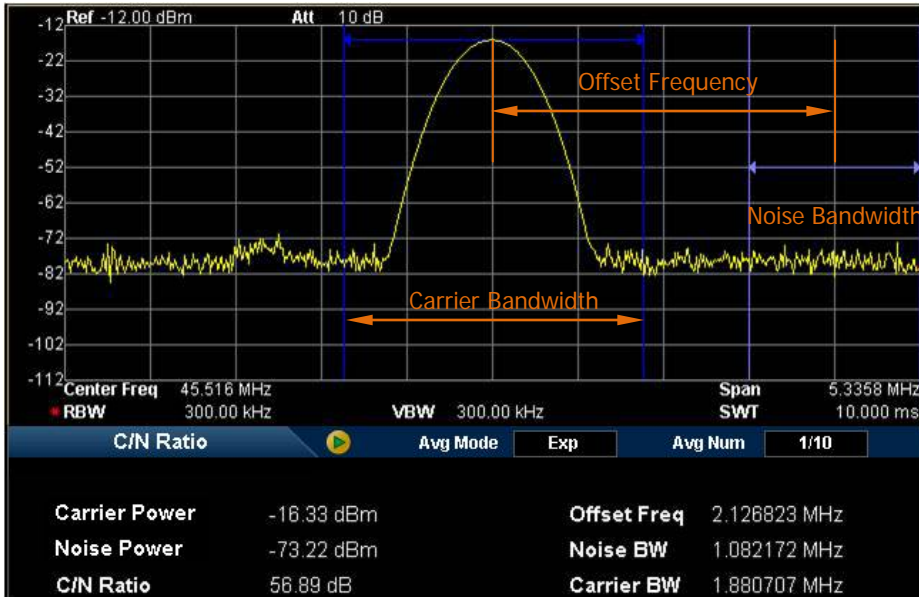 Ref -12.00 dBm Att 10 dB
-12
-22
Offset Frequency
-32
-42
-52
-62
Noise Bandwidth
-72
-82
Carrier Bandwidth
-92
-102
-112
Center Freq 45.516 MHz Span 5.3358 MHz
RBW 300.00 kHz VBW 300.00 kHz SWT 10.000 ms
C/N Ratio Avg Mode Exp Avg Num 1/10
Carrier Power -16.33 dBm Offset Freq 2.126823 MHz
Noise Power -73.22 dBm Noise BW 1.082172 MHz
C/N Ratio 56.89 dB Carrier BW 1.880707 MHz